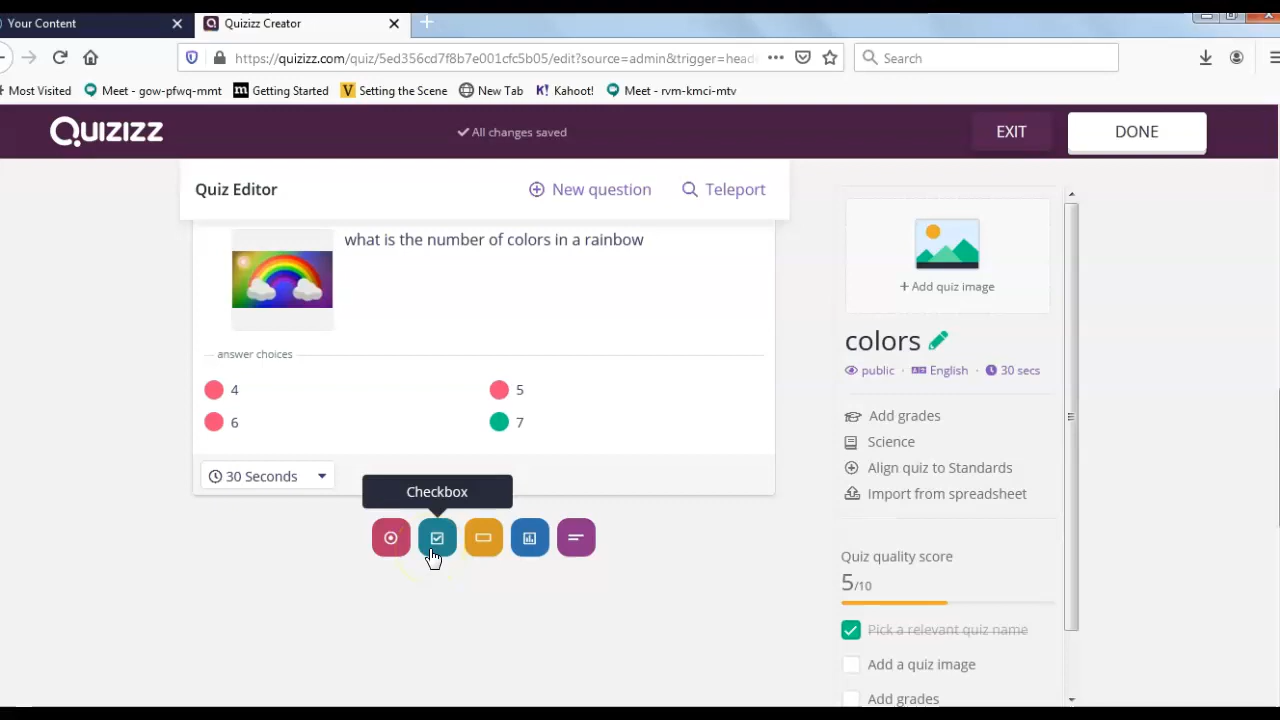 Your Content
Quizizz Creator
https://quizizz.com/quiz/5ed356cd7f8b7e001cfc5b05/edit?source=admin&trigger=head
Search
Most Visited
Meet - gow-pfwq-mmt
Getting Started
Setting the Scene
New Tab
Kahoot!
Meet - rvm-kmci-mtv
Quizizz
All changes saved
EXIT
DONE
Quiz Editor
New question
Teleport
what is the number of colors in a rainbow
answer choices
4
5
6
7
30 Seconds
Checkbox
+ Add quiz image
colors
public · English · 30 secs
Add grades
Science
Align quiz to Standards
Import from spreadsheet
Quiz quality score
5/10
Pick a relevant quiz name
Add a quiz image
Add grades